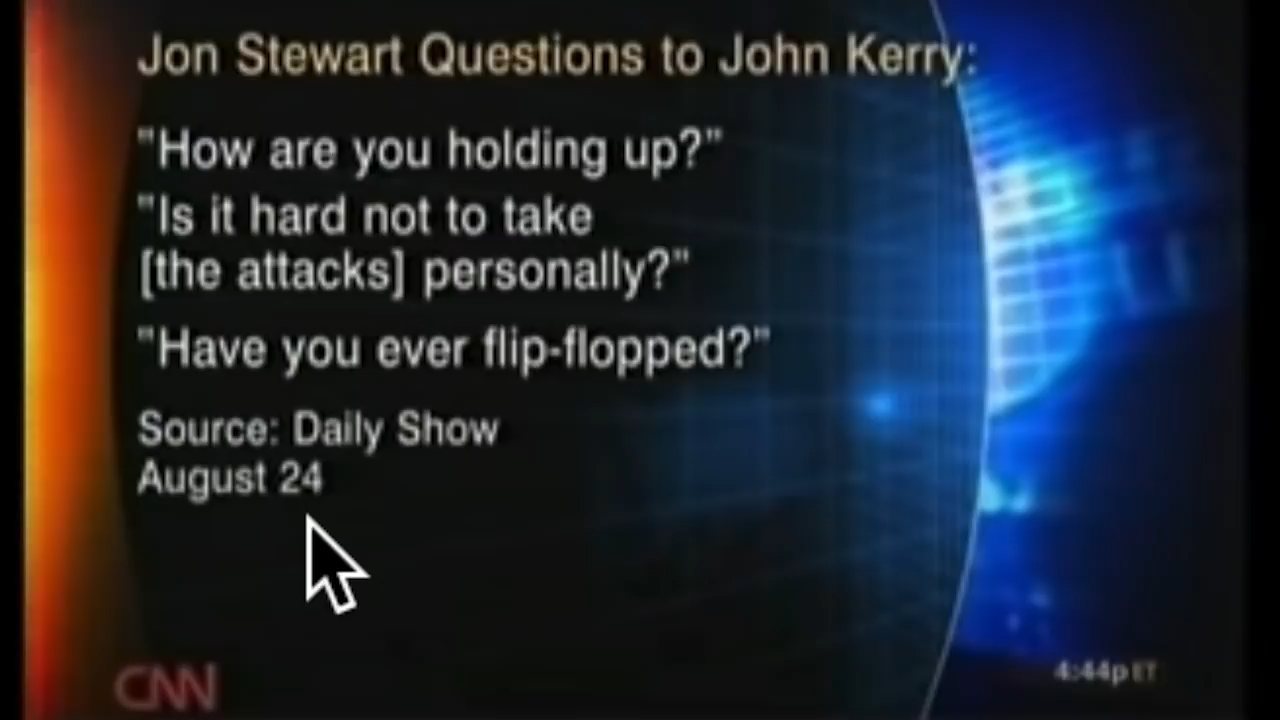 Jon Stewart Questions to John Kerry:
"How are you holding up?"
"Is it hard not to take
[the attacks] personally?"
"Have you ever flip-flopped?"
Source: Daily Show
August 24
CNN
4:44p ET